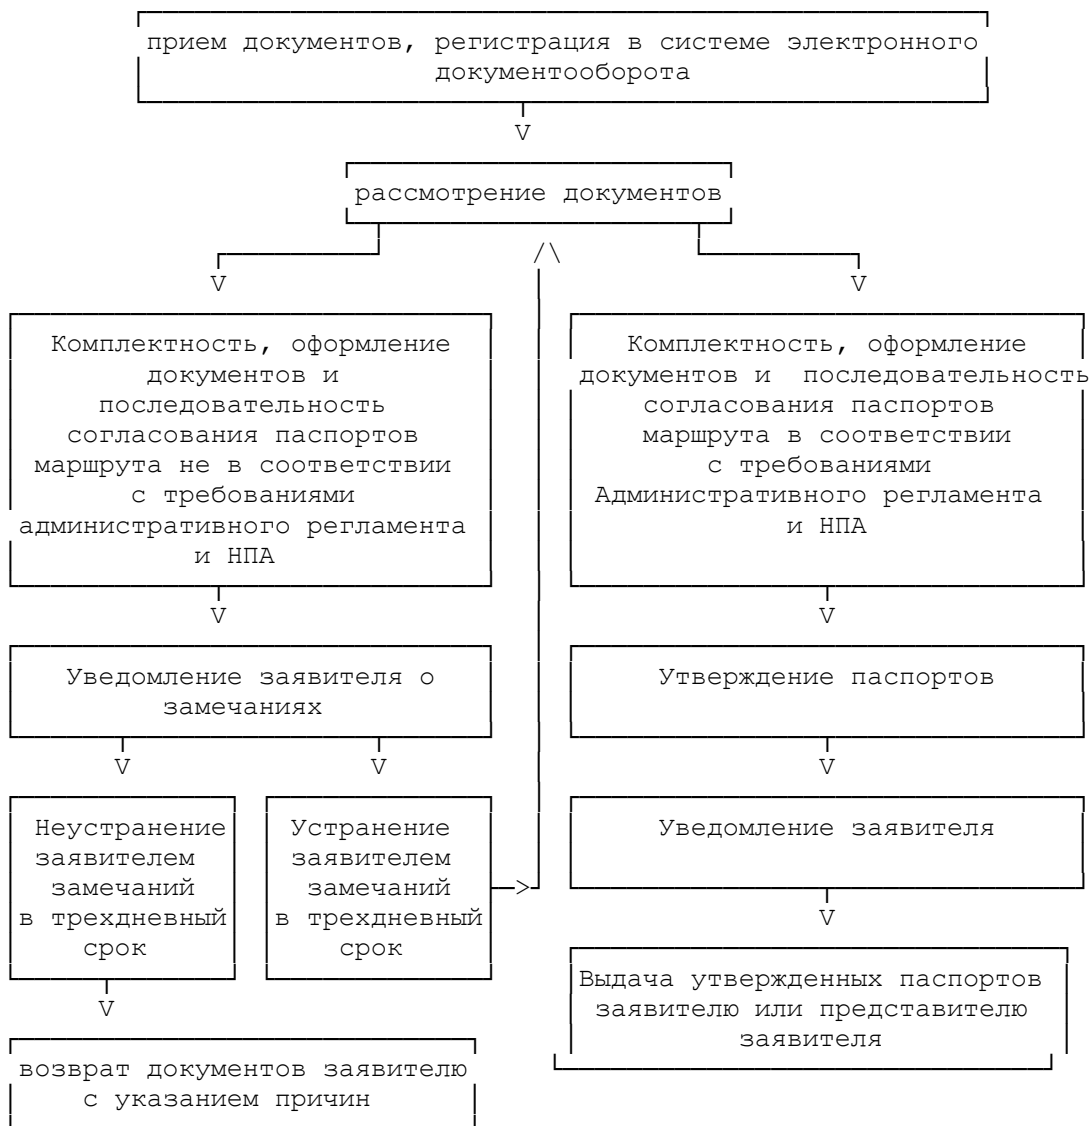 прием документов, регистрация в системе электронного
документооборота
V
рассмотрение документов
/\
V
V
Комплектность, оформление
документов и
последовательность
согласования паспортов
маршрута не в соответствии
с требованиями
административного регламента
и НПА
Комплектность, оформление
документов и  последовательность
согласования паспортов
маршрута в соответствии
с требованиями
Административного регламента
и НПА
V
V
Уведомление заявителя о
замечаниях
Утверждение паспортов
V
V
V
Неустранение
заявителем
замечаний
в трехдневный
срок
Устранение
заявителем
замечаний
в трехдневный
срок
>
Уведомление заявителя
V
V
Выдача утвержденных паспортов
заявителю или представителю
заявителя
возврат документов заявителю
с указанием причин